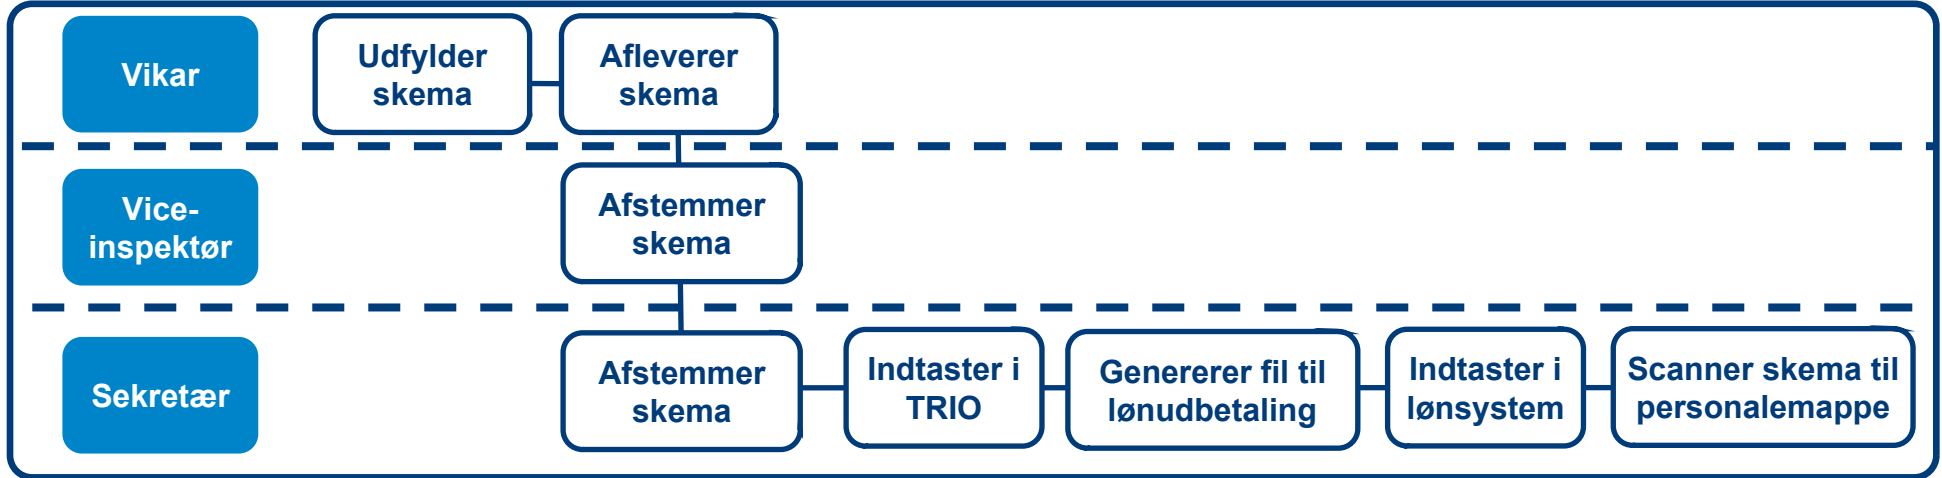 Vikar
Udfylder
skema
Afleverer
skema
Vice-
inspektør
Afstemmer
skema
Sekretær
Afstemmer
skema
Indtaster i
TRIO
Genererer fil til
lønudbetaling
Indtaster i
lønsystem
Scanner skema til
personalemappe